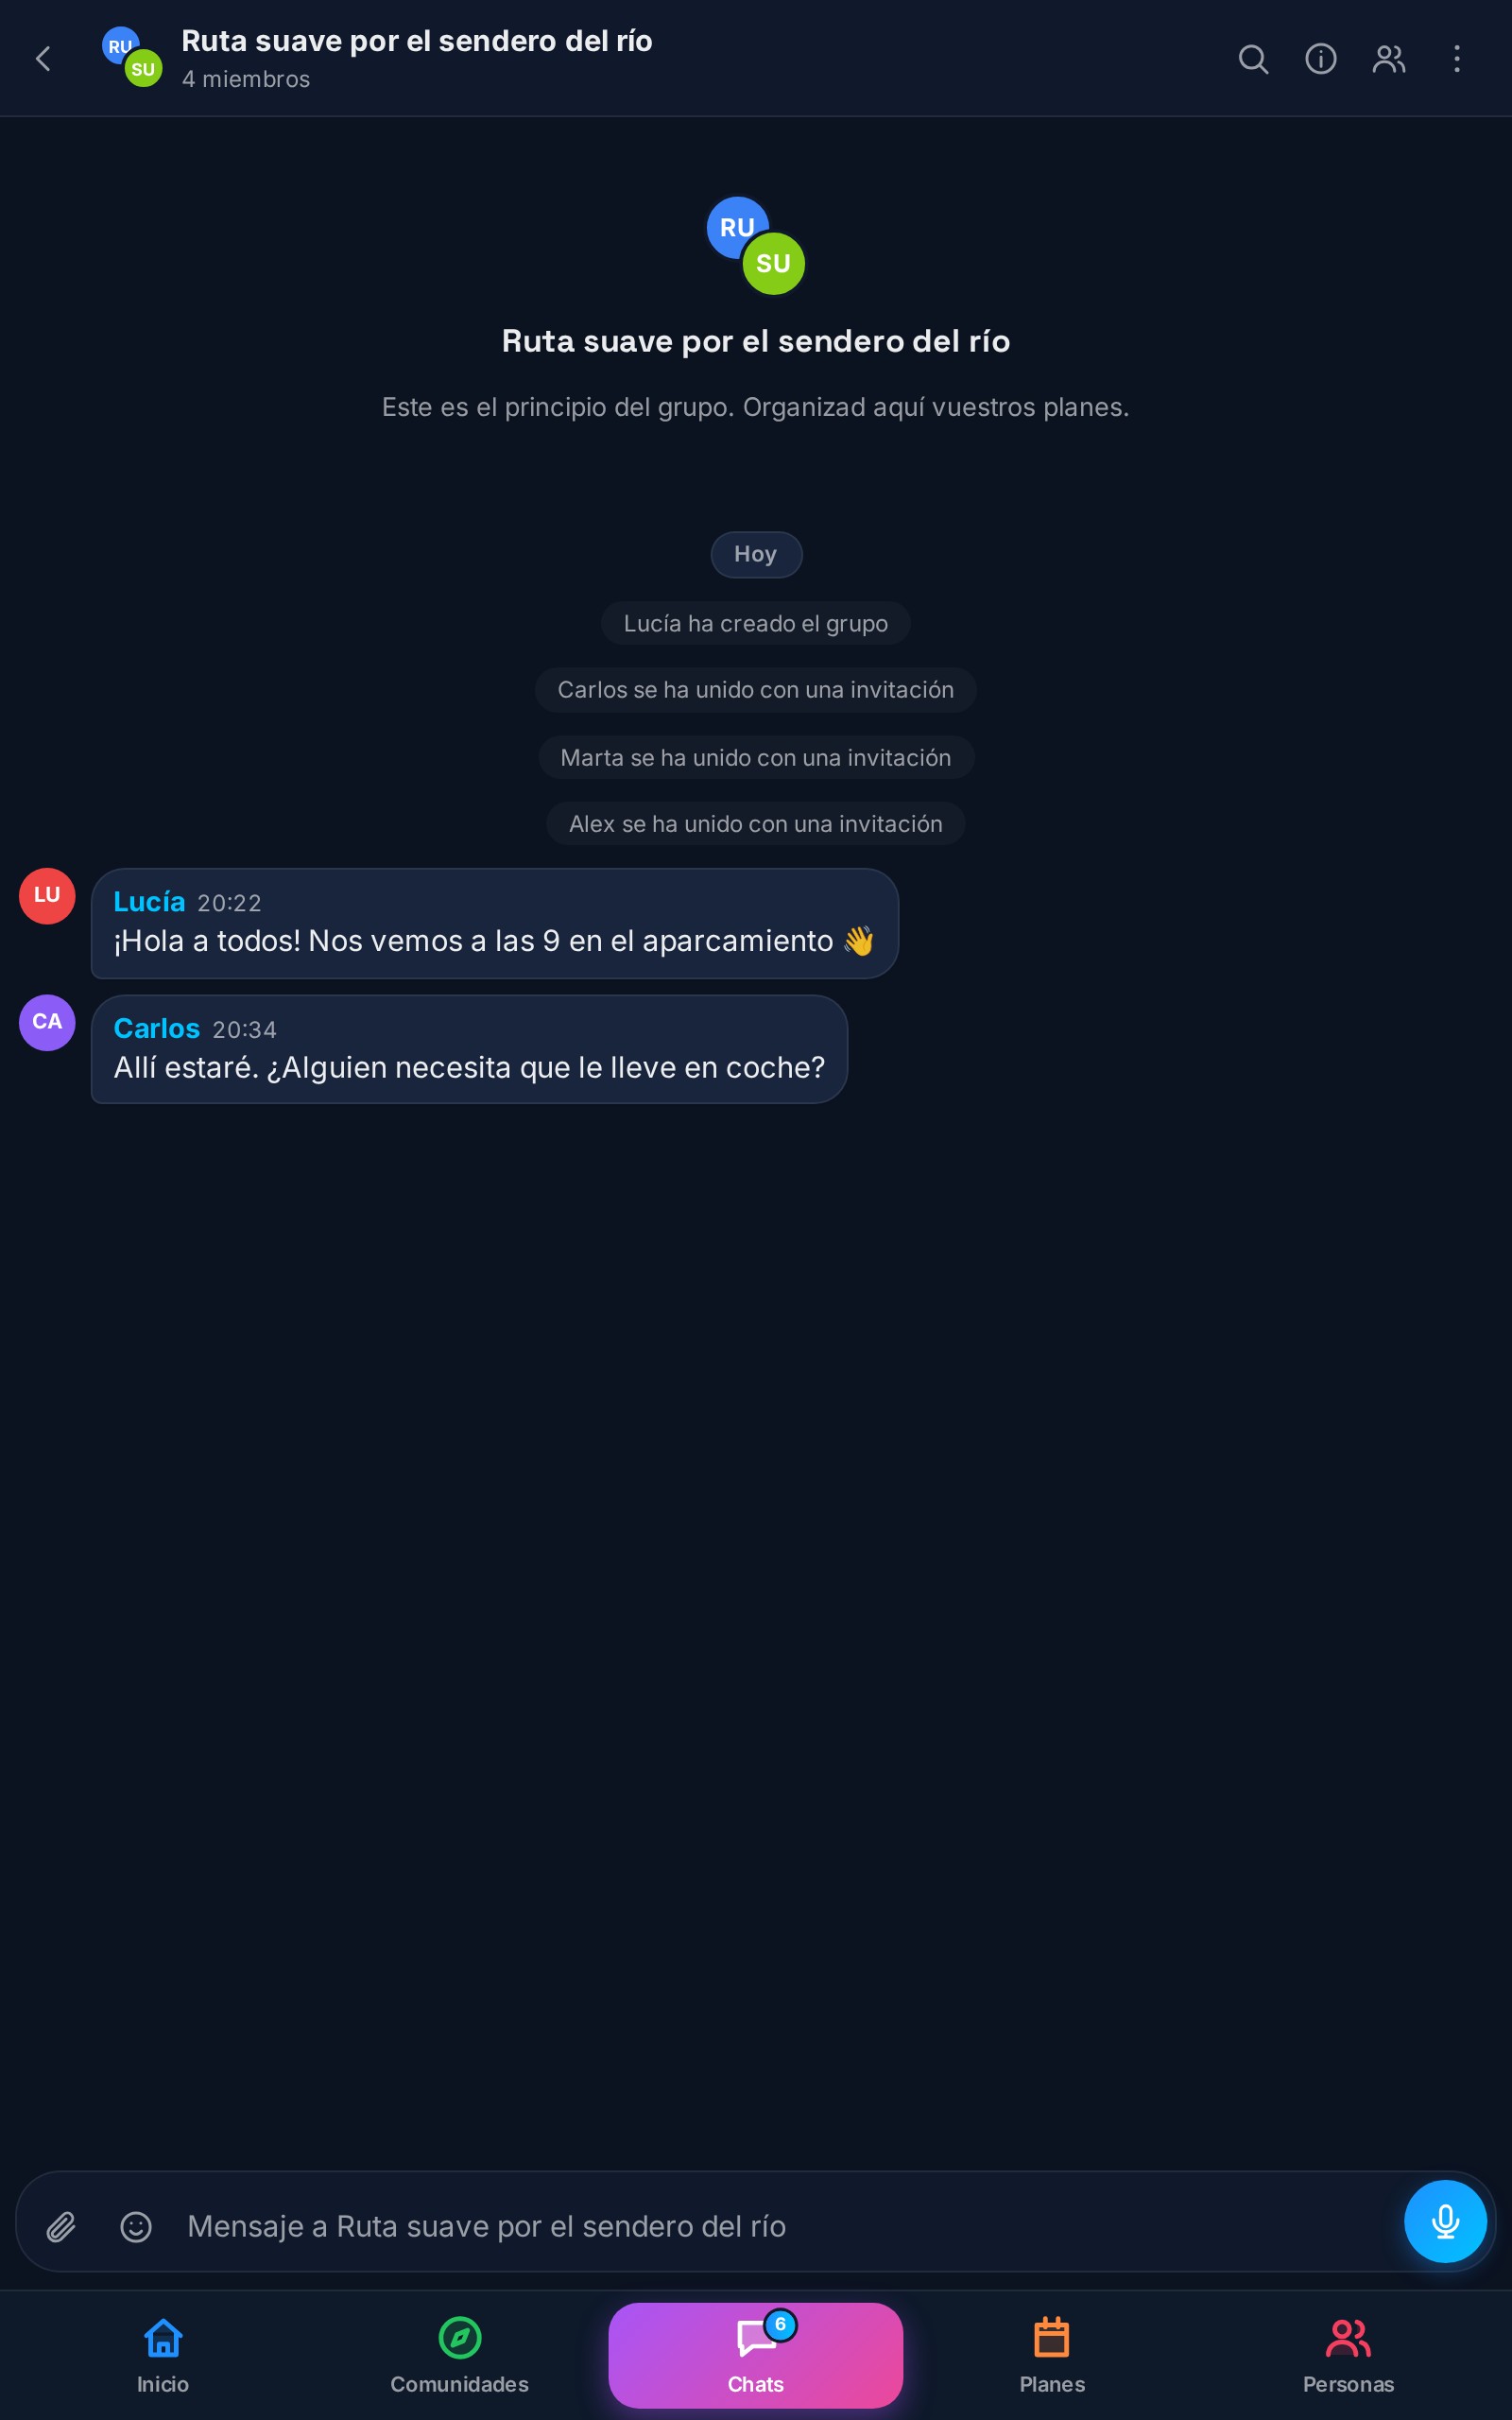 RU
SU
Ruta suave por el sendero del río
4 miembros
RU
SU
Ruta suave por el sendero del río
Este es el principio del grupo. Organizad aquí vuestros planes.
Hoy
Lucía ha creado el grupo
Carlos se ha unido con una invitación
Marta se ha unido con una invitación
Alex se ha unido con una invitación
LU
Lucía 20:22
¡Hola a todos! Nos vemos a las 9 en el aparcamiento 👋
CA
Carlos 20:34
Allí estaré. ¿Alguien necesita que le lleve en coche?
Mensaje a Ruta suave por el sendero del río
6
Inicio
Comunidades
Chats
Planes
Personas